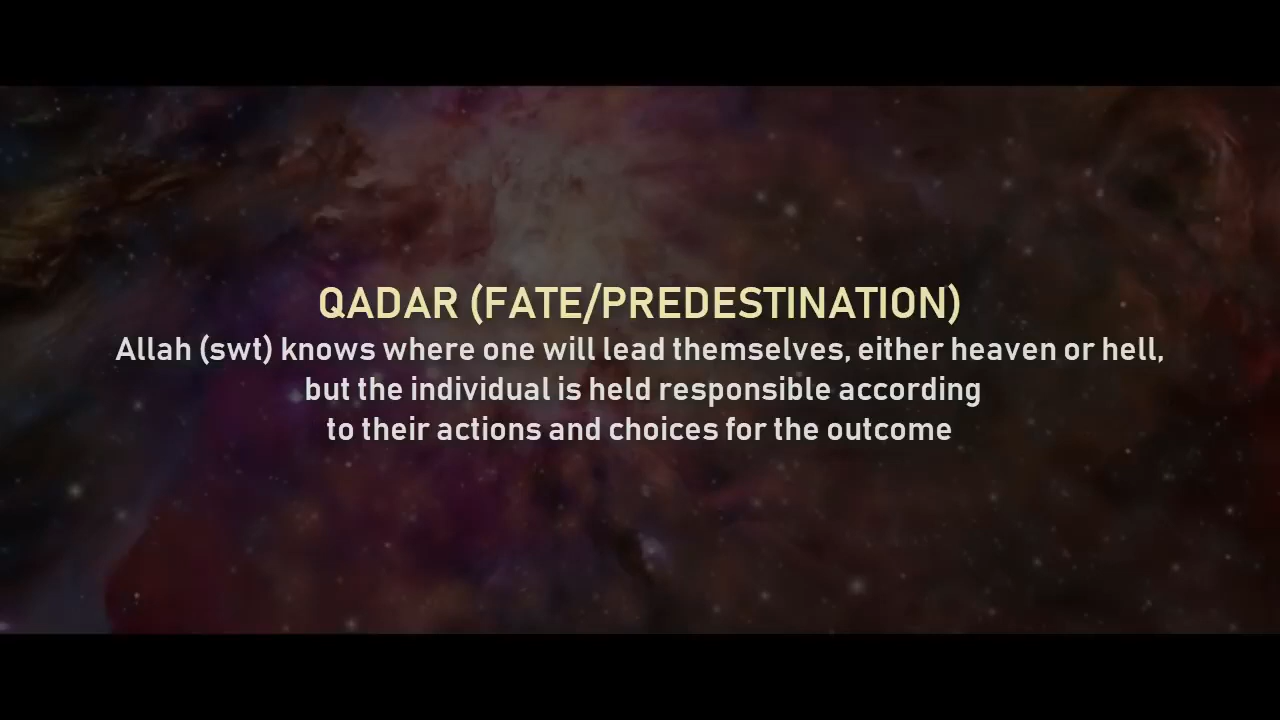 QADAR (FATE/PREDESTINATION)
Allah (swt) knows where one will lead themselves, either heaven or hell,
but the individual is held responsible according
to their actions and choices for the outcome